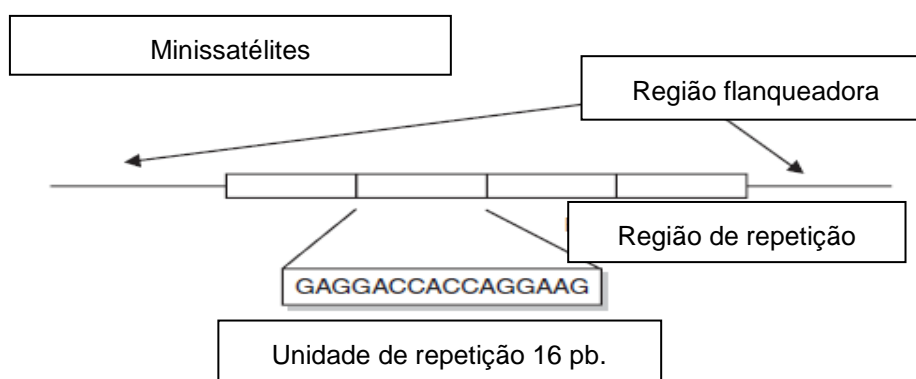 Minissatélites
Região flanqueadora
Região de repetição
GAGGACCACCAGGAAG
Unidade de repetição 16 pb.